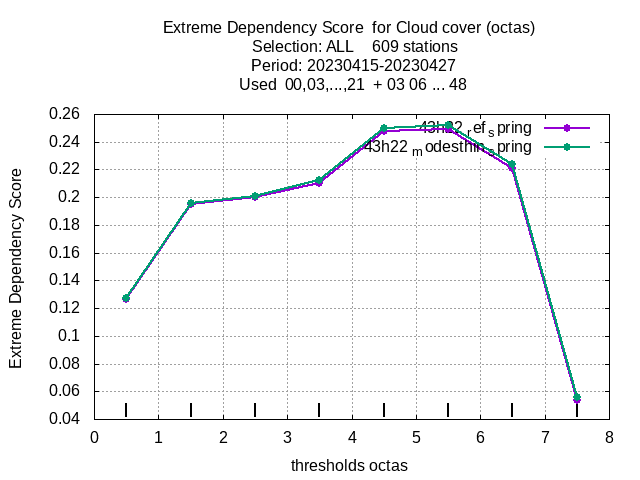 Extreme Dependency Score for Cloud cover (octas)
Selection: ALL 609 stations
Period: 20230415-20230427
Used 00,03,...,21 + 03 06 ... 48
43h22_ref_spring
43h22_modesthiks_spring
Extreme Dependency Score
0.26
0.24
0.22
0.2
0.18
0.16
0.14
0.12
0.1
0.08
0.06
0.04
0 1 2 3 4 5 6 7 8
thresholds octas